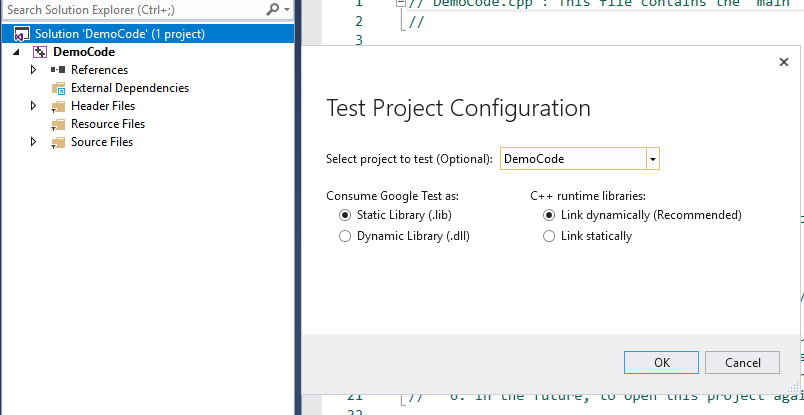 Search Solution Explorer (Ctrl+;)
Solution 'DemoCode' (1 project)
DemoCode
References
External Dependencies
Header Files
Resource Files
Source Files
1 // DemoCode.cpp : This file contains the 'main'
2 //
3
Test Project Configuration
Select project to test (Optional): DemoCode
Consume Google Test as: C++ runtime libraries:
Static Library (.lib) Link dynamically (Recommended)
Dynamic Library (.dll) Link statically
OK Cancel
21 // 6. In the future, to open this project agai
22